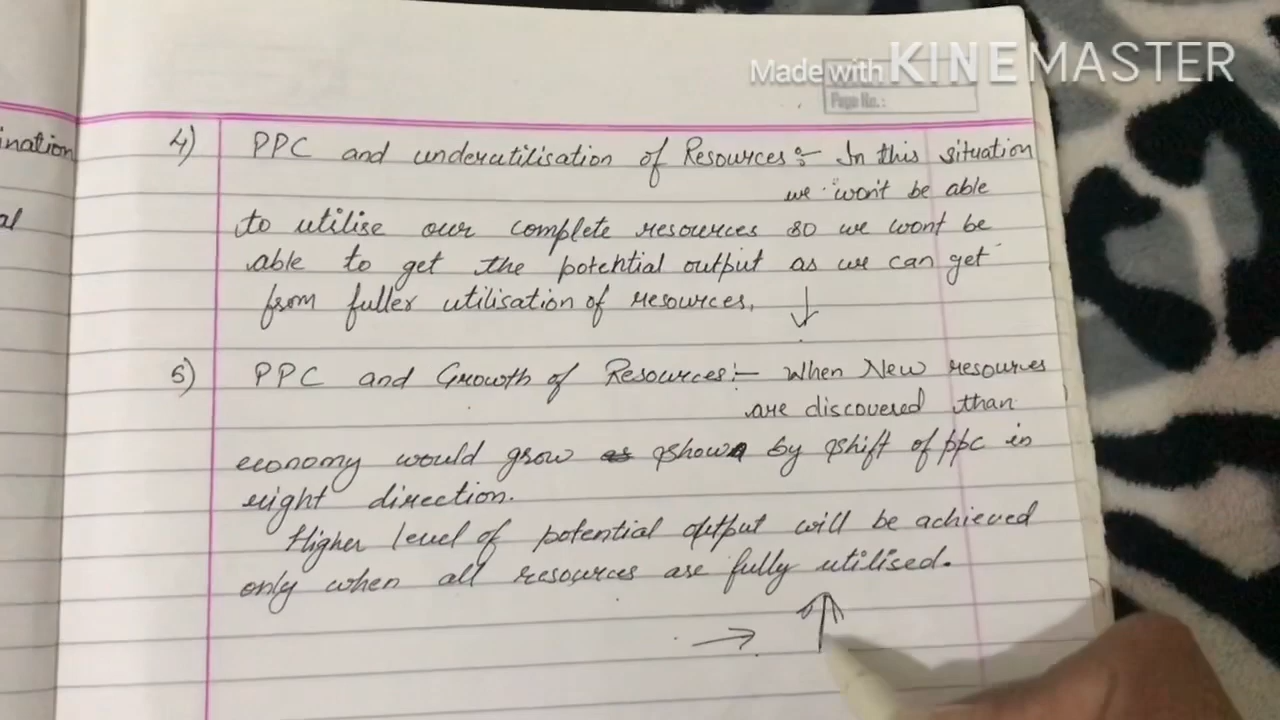 Made with KINEMASTER
Page No.:
ination
al
4) PPC and underutilisation of Resources :- In this situation
we won't be able
to utilise our complete resources so we wont be
able to get the potential output as we can get
from fuller utilisation of resources.
5) PPC and Growth of Resources :- When New resources
are discovered than
economy would grow as show by shift of ppc in
right direction.
Higher level of potential output will be achieved
only when all resources are fully utilised.